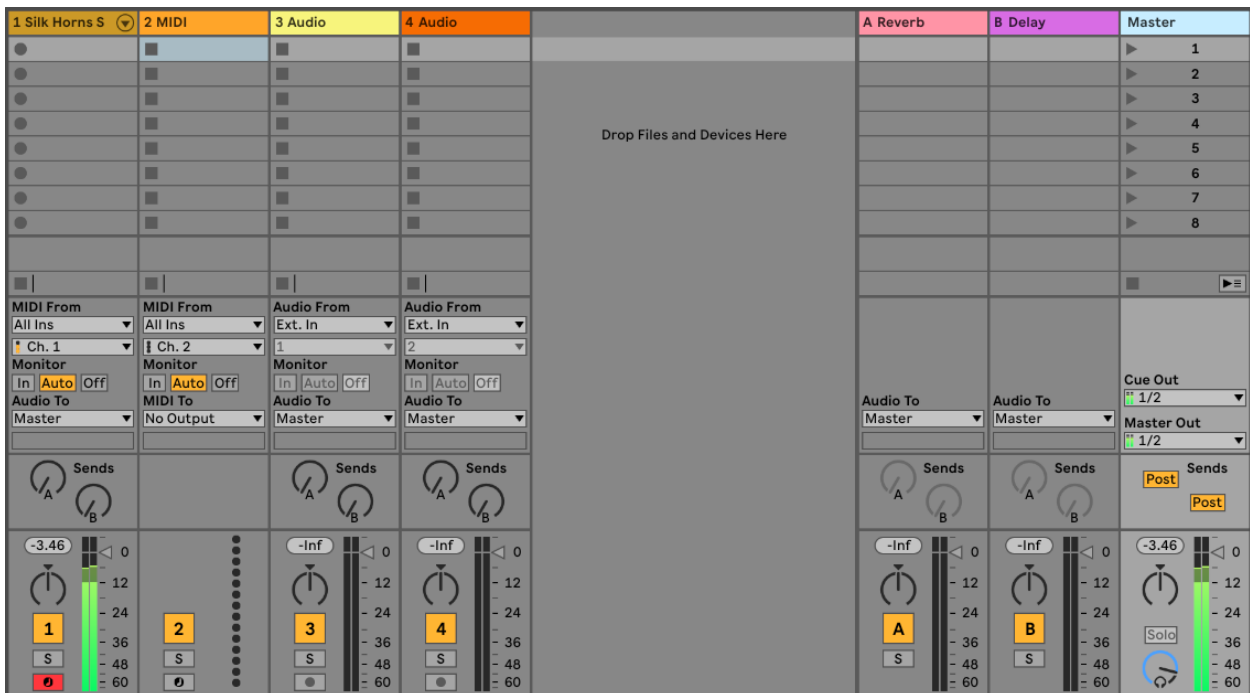 1 Silk Horns S 2 MIDI 3 Audio 4 Audio A Reverb B Delay Master
1
2
3
4
5
6
7
8
Drop Files and Devices Here
MIDI From MIDI From Audio From Audio From
All Ins All Ins Ext. In Ext. In
Ch. 1 Ch. 2 1 2
Monitor Monitor Monitor Monitor
In Auto Off In Auto Off In Auto Off In Auto Off Cue Out
Audio To MIDI To Audio To Audio To Audio To Audio To 1/2
Master No Output Master Master Master Master Master Out
1/2
Sends Sends Sends Sends Sends Sends
A A A A A Post
B B B B B Post
-3.46 -Inf -Inf -Inf -Inf -3.46
0 0 0 0 0 0
12 12 12 12 12 12
24 24 24 24 24 24
1 2 3 4 A B Solo
36 36 36 36 36 36
S S S S S S
48 48 48 48 48 48
60 60 60 60 60 60